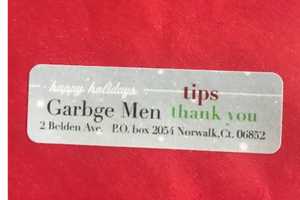 happy holidays tips
Garbge Men thank you
2 Belden Ave. P.O. box 2054 Norwalk,Ct. 06852